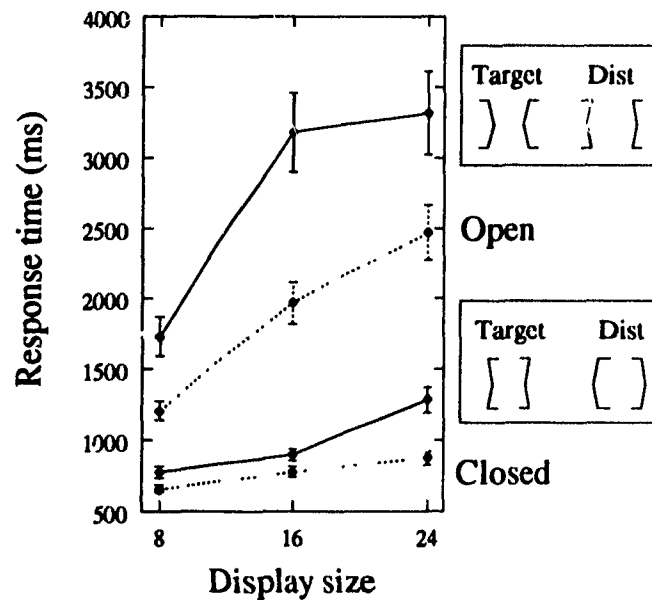 4000
3500
3000
2500
2000
1500
1000
500
Response time (ms)
8 16 24
Display size
Target Dist
Open
Target Dist
Closed